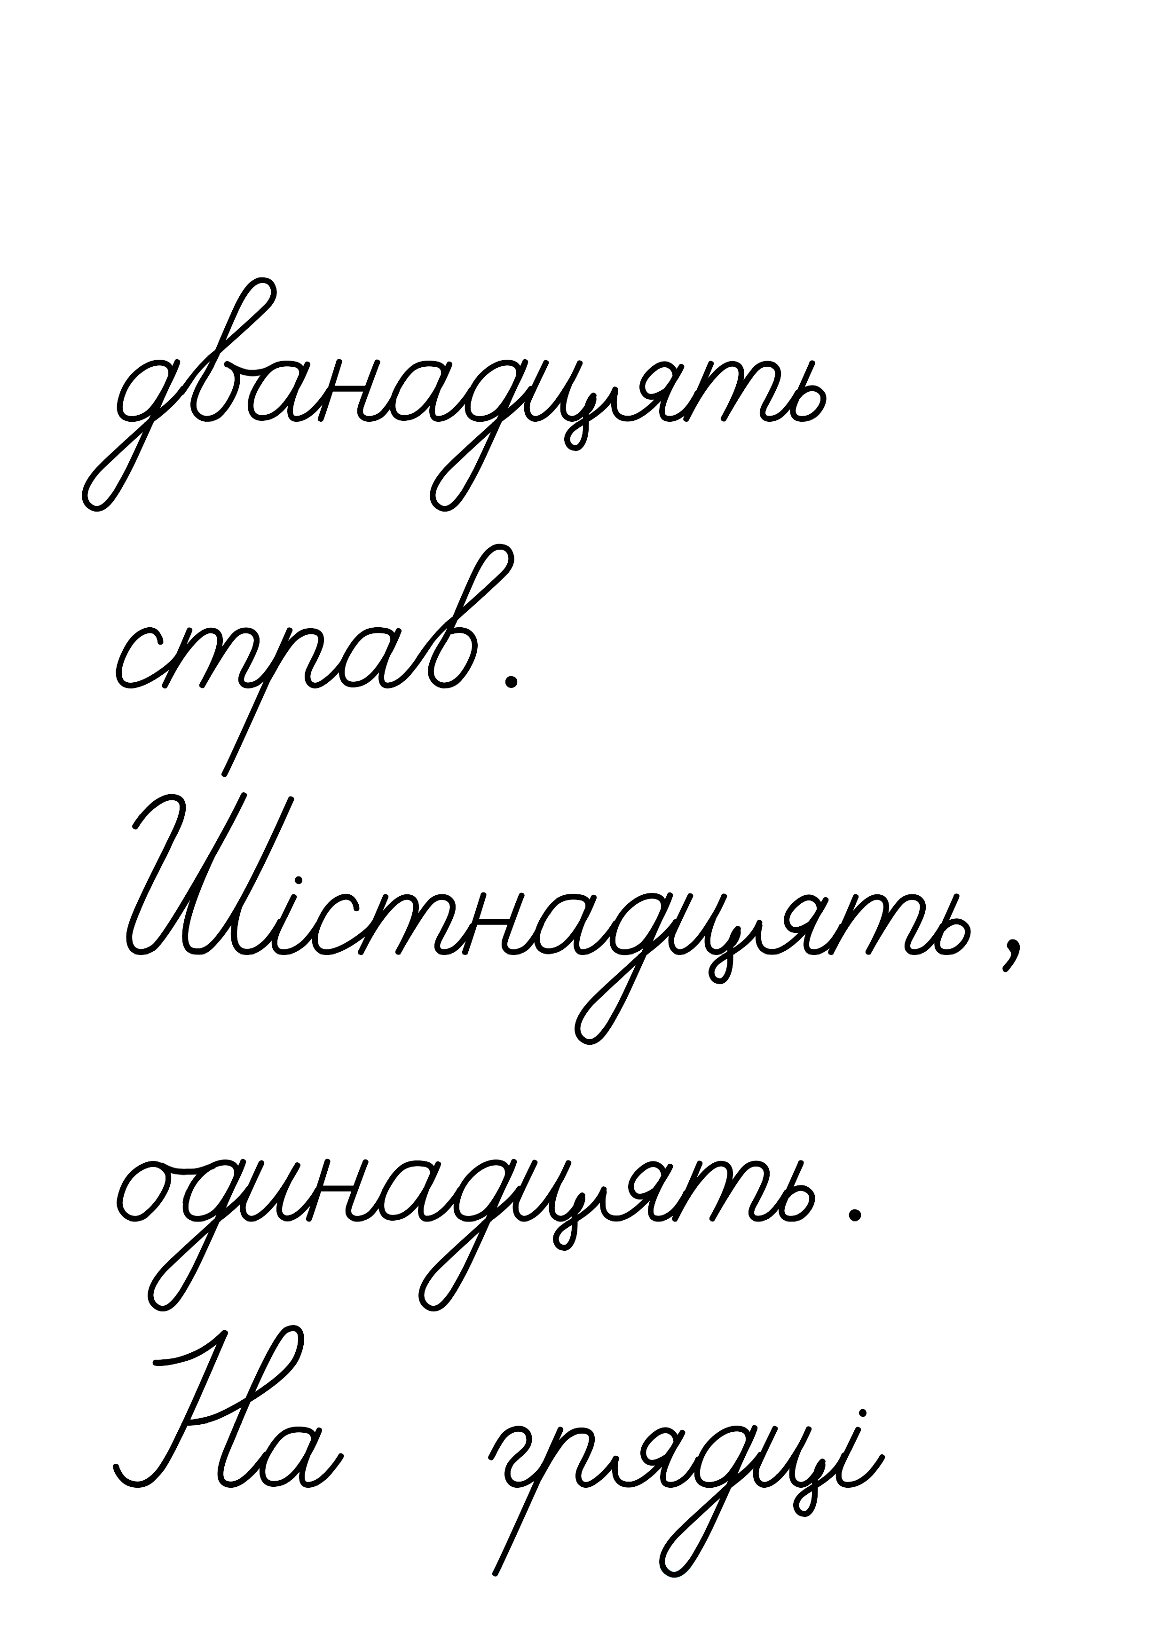 дванадцять
страв.
Шістнадцять,
одинадцять.
На грядці